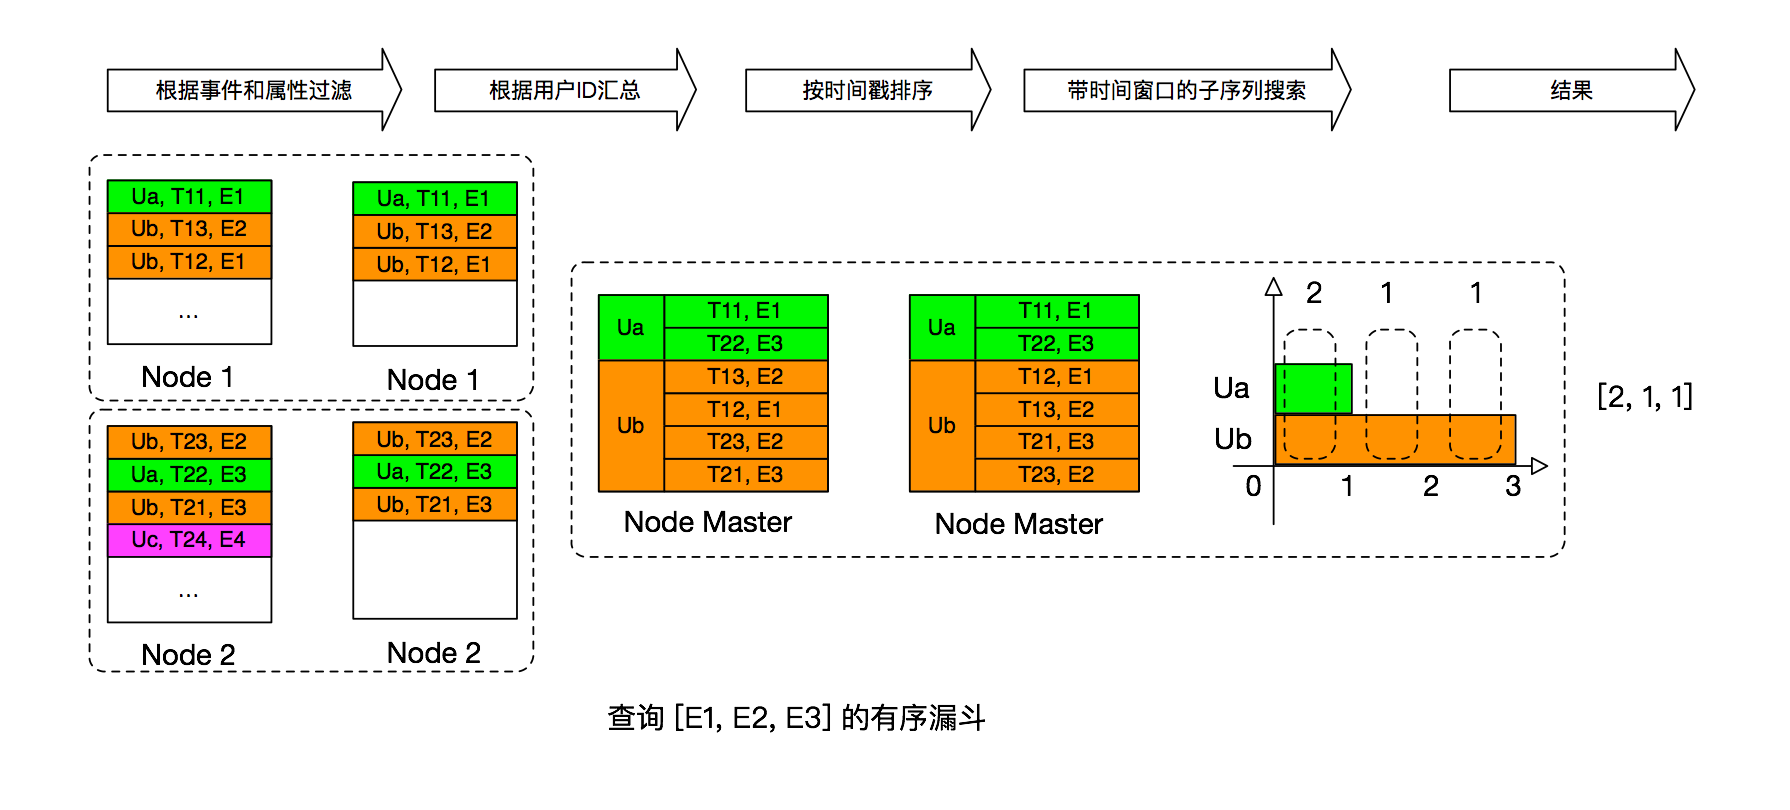 根据事件和属性过滤
根据用户ID汇总
按时间戳排序
带时间窗口的子序列搜索
结果
Ua, T11, E1
Ub, T13, E2
Ub, T12, E1
...
Node 1
Ua, T11, E1
Ub, T13, E2
Ub, T12, E1
Node 1
Ub, T23, E2
Ua, T22, E3
Ub, T21, E3
Uc, T24, E4
...
Node 2
Ub, T23, E2
Ua, T22, E3
Ub, T21, E3
Node 2
Ua
T11, E1
T22, E3
Ub
T13, E2
T12, E1
T23, E2
T21, E3
Node Master
Ua
T11, E1
T22, E3
Ub
T12, E1
T13, E2
T21, E3
T23, E2
Node Master
2 1 1
Ua
Ub
0 1 2 3
[2, 1, 1]
查询 [E1, E2, E3] 的有序漏斗